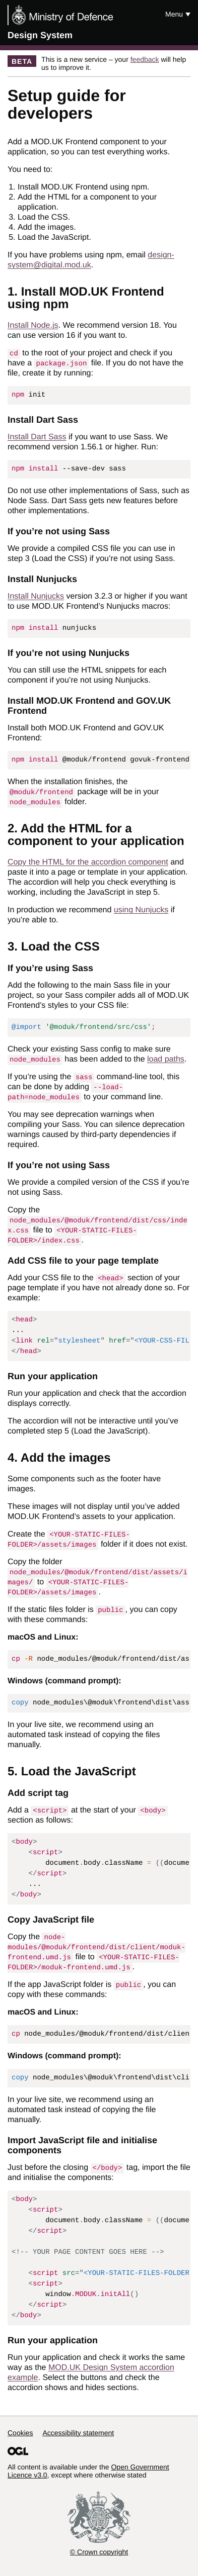 Ministry of Defence
Menu
Design System
BETA
This is a new service – your feedback will
help us to improve it.
Setup guide for
developers
Add a MOD.UK Frontend component to your
application, so you can test everything works.
You need to:
1. Install MOD.UK Frontend using npm.
2. Add the HTML for a component to your
application.
3. Load the CSS.
4. Add the images.
5. Load the JavaScript.
If you have problems using npm, email design-
system@digital.mod.uk.
1. Install MOD.UK Frontend
using npm
Install Node.js. We recommend version 18. You
can use version 16 if you want to.
cd to the root of your project and check if you
have a package.json file. If you do not have the
file, create it by running:
npm init
Install Dart Sass
Install Dart Sass if you want to use Sass. We
recommend version 1.56.1 or higher. Run:
npm install --save-dev sass
Do not use other implementations of Sass, such as
Node Sass. Dart Sass gets new features before
other implementations.
If you’re not using Sass
We provide a compiled CSS file you can use in
step 3 (Load the CSS) if you’re not using Sass.
Install Nunjucks
Install Nunjucks version 3.2.3 or higher if you want
to use MOD.UK Frontend’s Nunjucks macros:
npm install nunjucks
If you’re not using Nunjucks
You can still use the HTML snippets for each
component if you’re not using Nunjucks.
Install MOD.UK Frontend and GOV.UK
Frontend
Install both MOD.UK Frontend and GOV.UK
Frontend:
npm install @moduk/frontend govuk-frontend
When the installation finishes, the
@moduk/frontend package will be in your
node_modules folder.
2. Add the HTML for a
component to your application
Copy the HTML for the accordion component and
paste it into a page or template in your application.
The accordion will help you check everything is
working, including the JavaScript in step 5.
In production we recommend using Nunjucks if
you’re able to.
3. Load the CSS
If you’re using Sass
Add the following to the main Sass file in your
project, so your Sass compiler adds all of MOD.UK
Frontend’s styles to your CSS file:
@import '@moduk/frontend/src/css';
Check your existing Sass config to make sure
node_modules has been added to the load paths.
If you’re using the sass command-line tool, this
can be done by adding --load-
path=node_modules to your command line.
You may see deprecation warnings when
compiling your Sass. You can silence deprecation
warnings caused by third-party dependencies if
required.
If you’re not using Sass
We provide a compiled version of the CSS if you’re
not using Sass.
Copy the
node_modules/@moduk/frontend/dist/css/inde
x.css file to <YOUR-STATIC-FILES-
FOLDER>/index.css.
Add CSS file to your page template
Add your CSS file to the <head> section of your
page template if you have not already done so. For
example:
<head>
...
<link rel="stylesheet" href="<YOUR-CSS-FIL
</head>
Run your application
Run your application and check that the accordion
displays correctly.
The accordion will not be interactive until you’ve
completed step 5 (Load the JavaScript).
4. Add the images
Some components such as the footer have
images.
These images will not display until you’ve added
MOD.UK Frontend’s assets to your application.
Create the <YOUR-STATIC-FILES-
FOLDER>/assets/images folder if it does not exist.
Copy the folder
node_modules/@moduk/frontend/dist/assets/i
mages/ to <YOUR-STATIC-FILES-
FOLDER>/assets/images.
If the static files folder is public, you can copy
with these commands:
macOS and Linux:
cp -R node_modules/@moduk/frontend/dist/as
Windows (command prompt):
copy node_modules\@moduk\frontend\dist\ass
In your live site, we recommend using an
automated task instead of copying the files
manually.
5. Load the JavaScript
Add script tag
Add a <script> at the start of your <body>
section as follows:
<body>
<script>
document.body.className = ((docume
</script>
...
</body>
Copy JavaScript file
Copy the node-
modules/@moduk/frontend/dist/client/moduk-
frontend.umd.js file to <YOUR-STATIC-FILES-
FOLDER>/moduk-frontend.umd.js.
If the app JavaScript folder is public, you can
copy with these commands:
macOS and Linux:
cp node_modules/@moduk/frontend/dist/clien
Windows (command prompt):
copy node_modules\@moduk\frontend\dist\cli
In your live site, we recommend using an
automated task instead of copying the file
manually.
Import JavaScript file and initialise
components
Just before the closing </body> tag, import the file
and initialise the components:
<body>
<script>
document.body.className = ((docume
</script>
<!-- YOUR PAGE CONTENT GOES HERE -->
<script src="<YOUR-STATIC-FILES-FOLDER
<script>
window.MODUK.initAll()
</script>
</body>
Run your application
Run your application and check it works the same
way as the MOD.UK Design System accordion
example. Select the buttons and check the
accordion shows and hides sections.
Cookies Accessibility statement
OGL
All content is available under the Open Government
Licence v3.0, except where otherwise stated
© Crown copyright